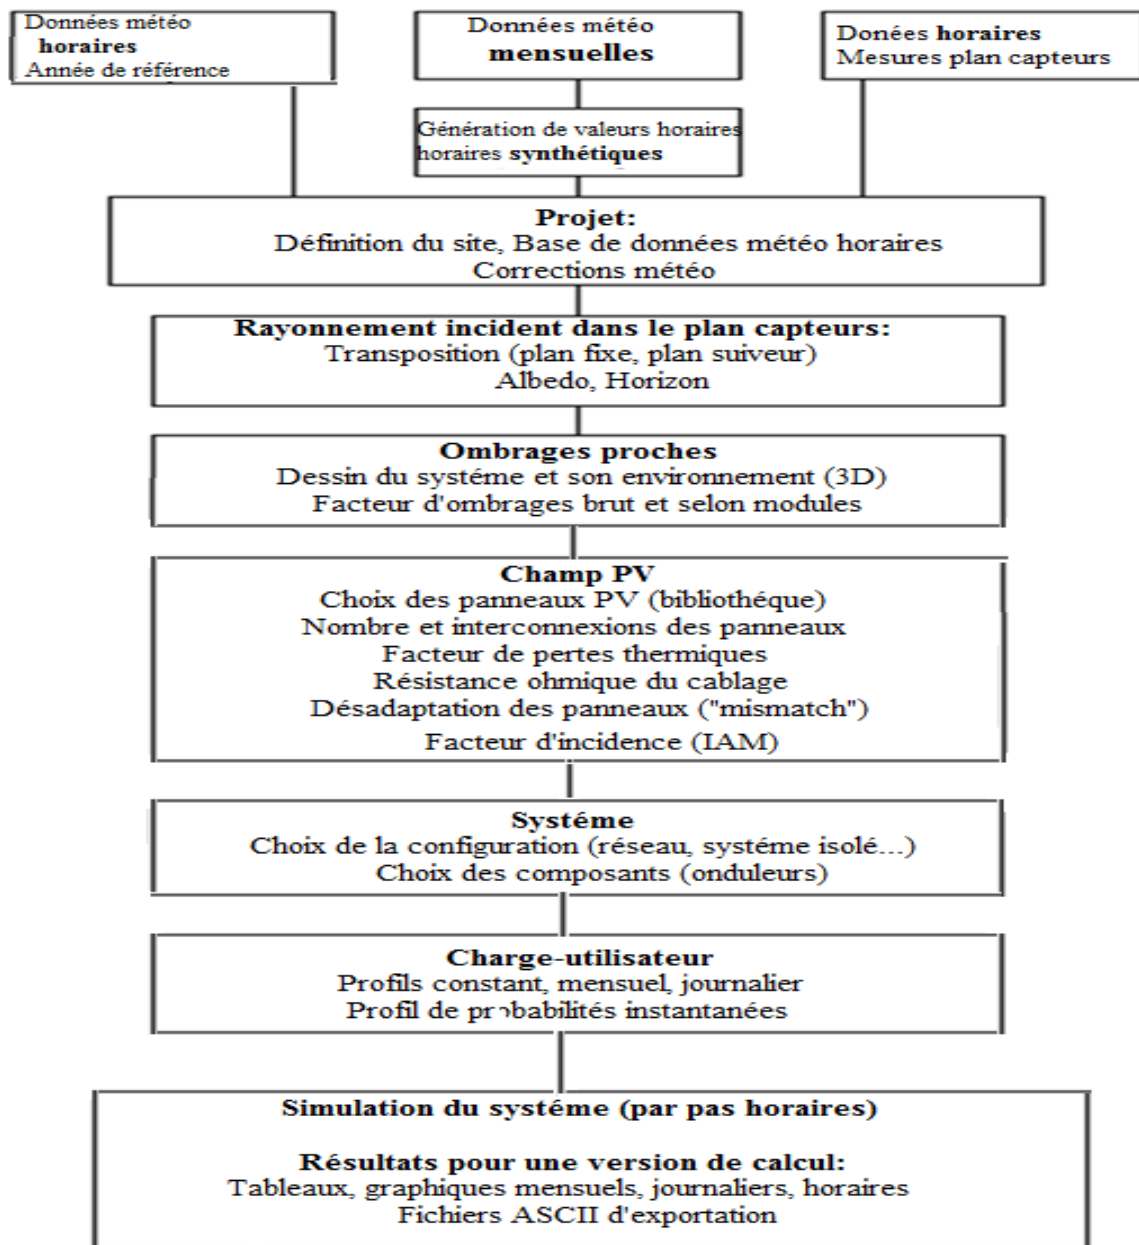 Données météo
horaires
Année de référence
Données météo
mensuelles
Donées horaires
Mesures plan capteurs
Génération de valeurs horaires
horaires synthétiques
Projet:
Définition du site, Base de données météo horaires
Corrections météo
Rayonnement incident dans le plan capteurs:
Transposition (plan fixe, plan suiveur)
Albedo, Horizon
Ombrages proches
Dessin du systéme et son environnement (3D)
Facteur d'ombrages brut et selon modules
Champ PV
Choix des panneaux PV (bibliothéque)
Nombre et interconnexions des panneaux
Facteur de pertes thermiques
Résistance ohmique du cablage
Désadaptation des panneaux ("mismatch")
Facteur d'incidence (IAM)
Systéme
Choix de la configuration (réseau, systéme isolé...)
Choix des composants (onduleurs)
Charge-utilisateur
Profils constant, mensuel, journalier
Profil de probabilités instantanées
Simulation du systéme (par pas horaires)
Résultats pour une version de calcul:
Tableaux, graphiques mensuels, journaliers, horaires
Fichiers ASCII d'exportation